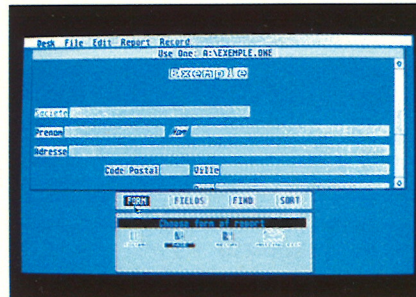 Desk File Edit Report Record
Use One: A:\EXEMPLE.ONE
Exemple
Societe
Prenom Nom
Adresse
Code Postal Ville
FORM FIELDS FIND SORT
Choose form of report